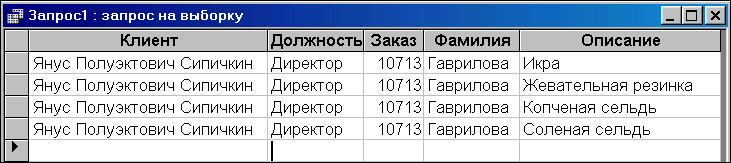 Запрос1 : запрос на выборку
Клиент Должность Заказ Фамилия Описание
Янус Полуэктович Сипичкин Директор 10713 Гаврилова Икра
Янус Полуэктович Сипичкин Директор 10713 Гаврилова Жевательная резинка
Янус Полуэктович Сипичкин Директор 10713 Гаврилова Копченая сельдь
Янус Полуэктович Сипичкин Директор 10713 Гаврилова Соленая сельдь